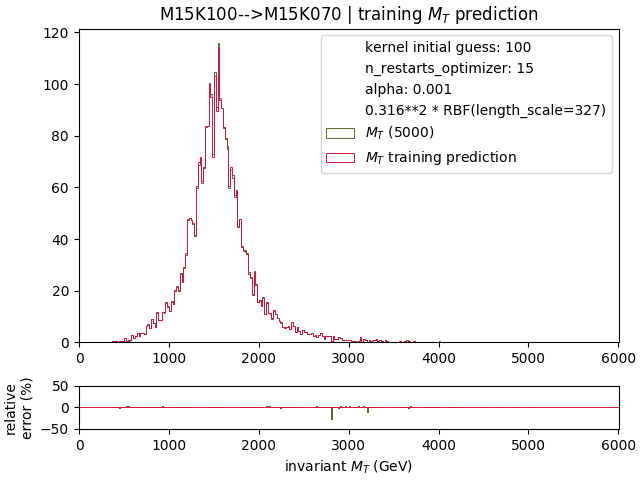 M15K100-->M15K070 | training M_T prediction
kernel initial guess: 100
n_restarts_optimizer: 15
alpha: 0.001
0.316**2 * RBF(length_scale=327)
M_T (5000)
M_T training prediction
120
100
80
60
40
20
0
0 1000 2000 3000 4000 5000 6000
relative
error (%)
50
0
−50
0 1000 2000 3000 4000 5000 6000
invariant M_T (GeV)